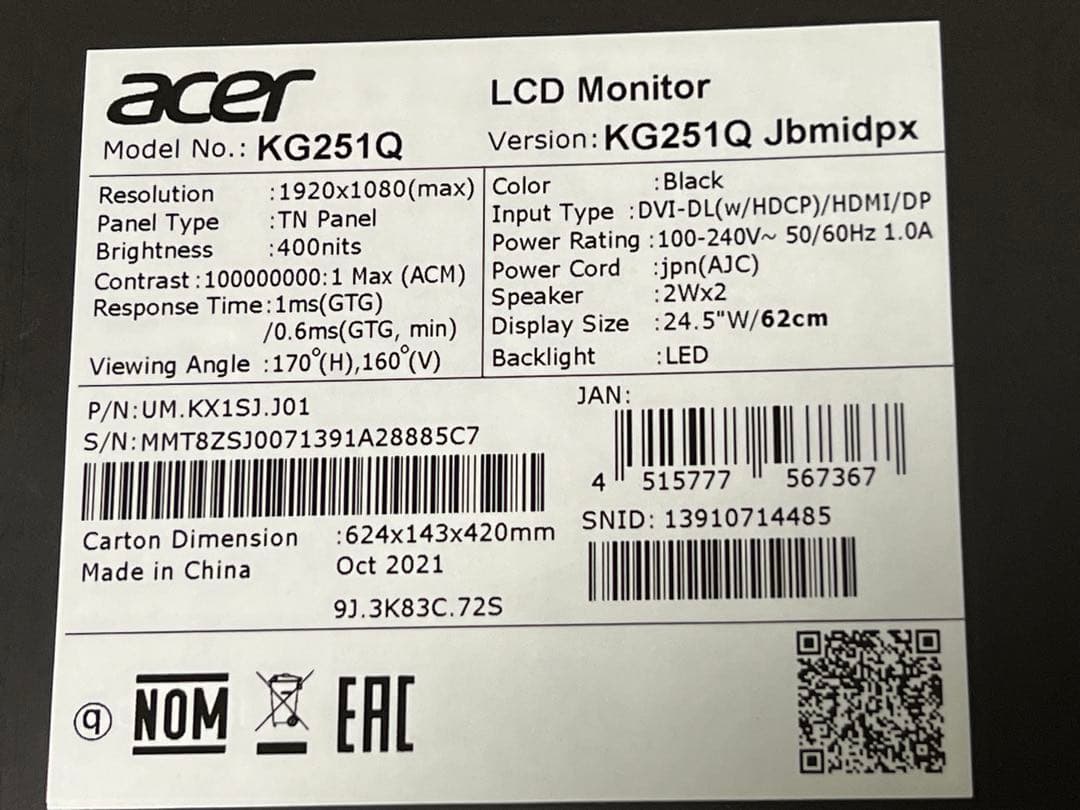 acer
LCD Monitor
Model No.: KG251Q
Version: KG251Q Jbmidpx
Resolution :1920x1080(max)
Panel Type :TN Panel
Brightness :400nits
Contrast :100000000:1 Max (ACM)
Response Time:1ms(GTG)
/0.6ms(GTG, min)
Viewing Angle :170°(H),160°(V)
Color :Black
Input Type :DVI-DL(w/HDCP)/HDMI/DP
Power Rating :100-240V~ 50/60Hz 1.0A
Power Cord :jpn(AJC)
Speaker :2Wx2
Display Size :24.5"W/62cm
Backlight :LED
P/N:UM.KX1SJ.J01
S/N:MMT8ZSJ0071391A28885C7
Carton Dimension :624x143x420mm
Made in China Oct 2021
9J.3K83C.72S
JAN:
4 515777 567367
SNID: 13910714485
q NOM EAC